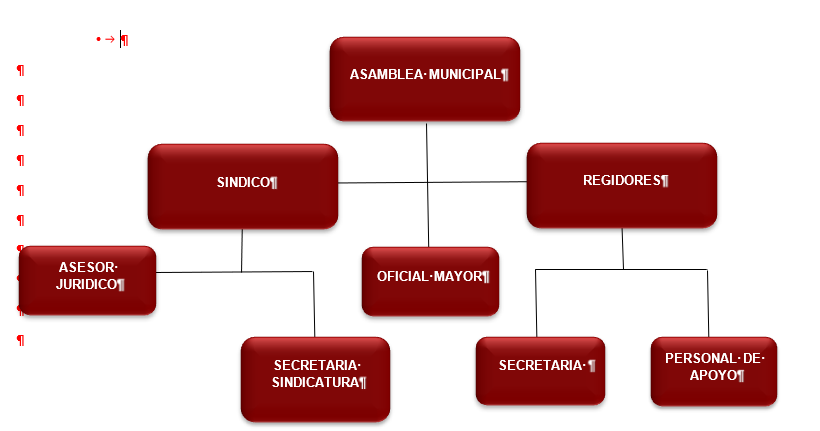 ASAMBLEA MUNICIPAL
SINDICO
REGIDORES
ASESOR
JURIDICO
OFICIAL MAYOR
SECRETARIA
SINDICATURA
SECRETARIA
PERSONAL DE
APOYO